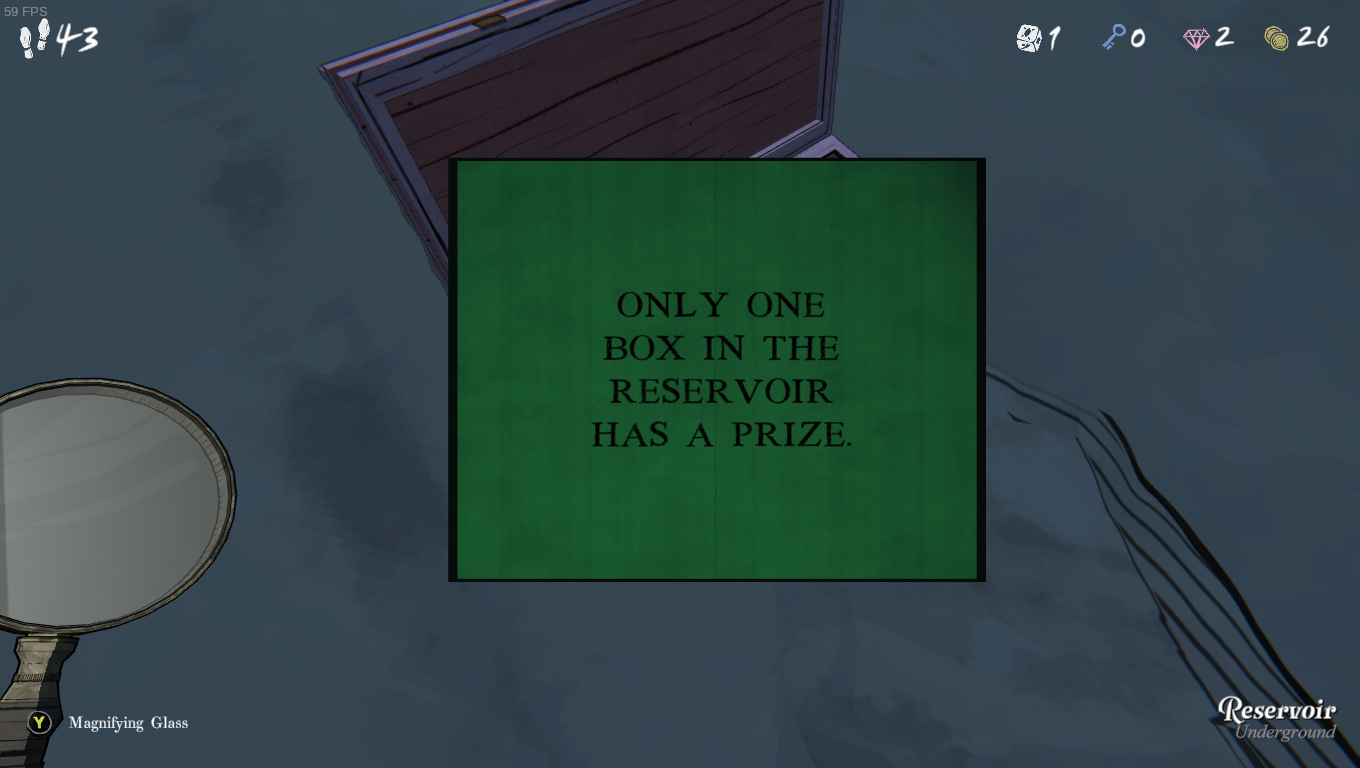 59 FPS
43
1
0
2
26
ONLY ONE
BOX IN THE
RESERVOIR
HAS A PRIZE.
Y
Magnifying Glass
Reservoir
Underground